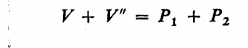 V + V″ = P₁ + P₂